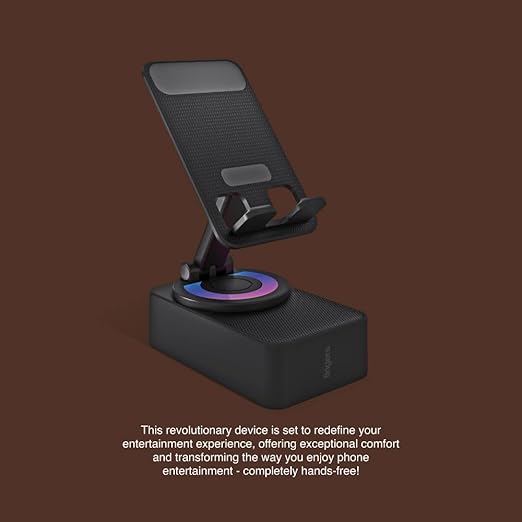 fingers
This revolutionary device is set to redefine your
entertainment experience, offering exceptional comfort
and transforming the way you enjoy phone
entertainment - completely hands-free!